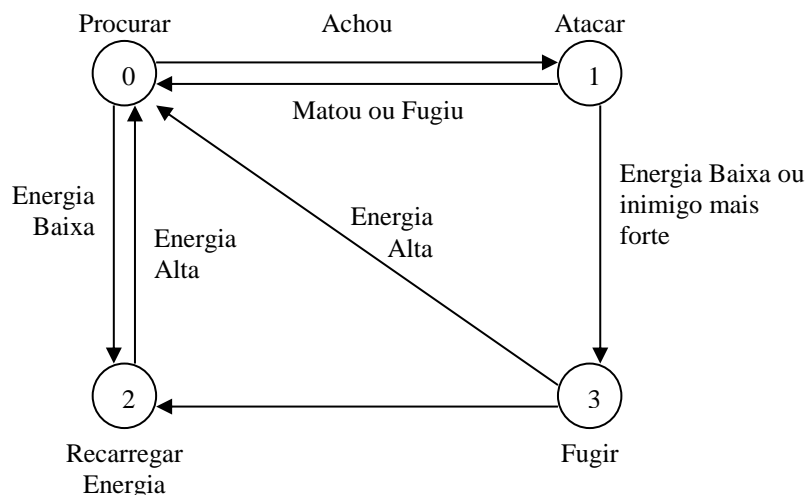 Procurar
Achou
Atacar
0
1
Matou ou Fugiu
Energia
Baixa
Energia
Alta
Energia
Alta
Energia Baixa ou
inimigo mais
forte
2
3
Recarregar
Energia
Fugir